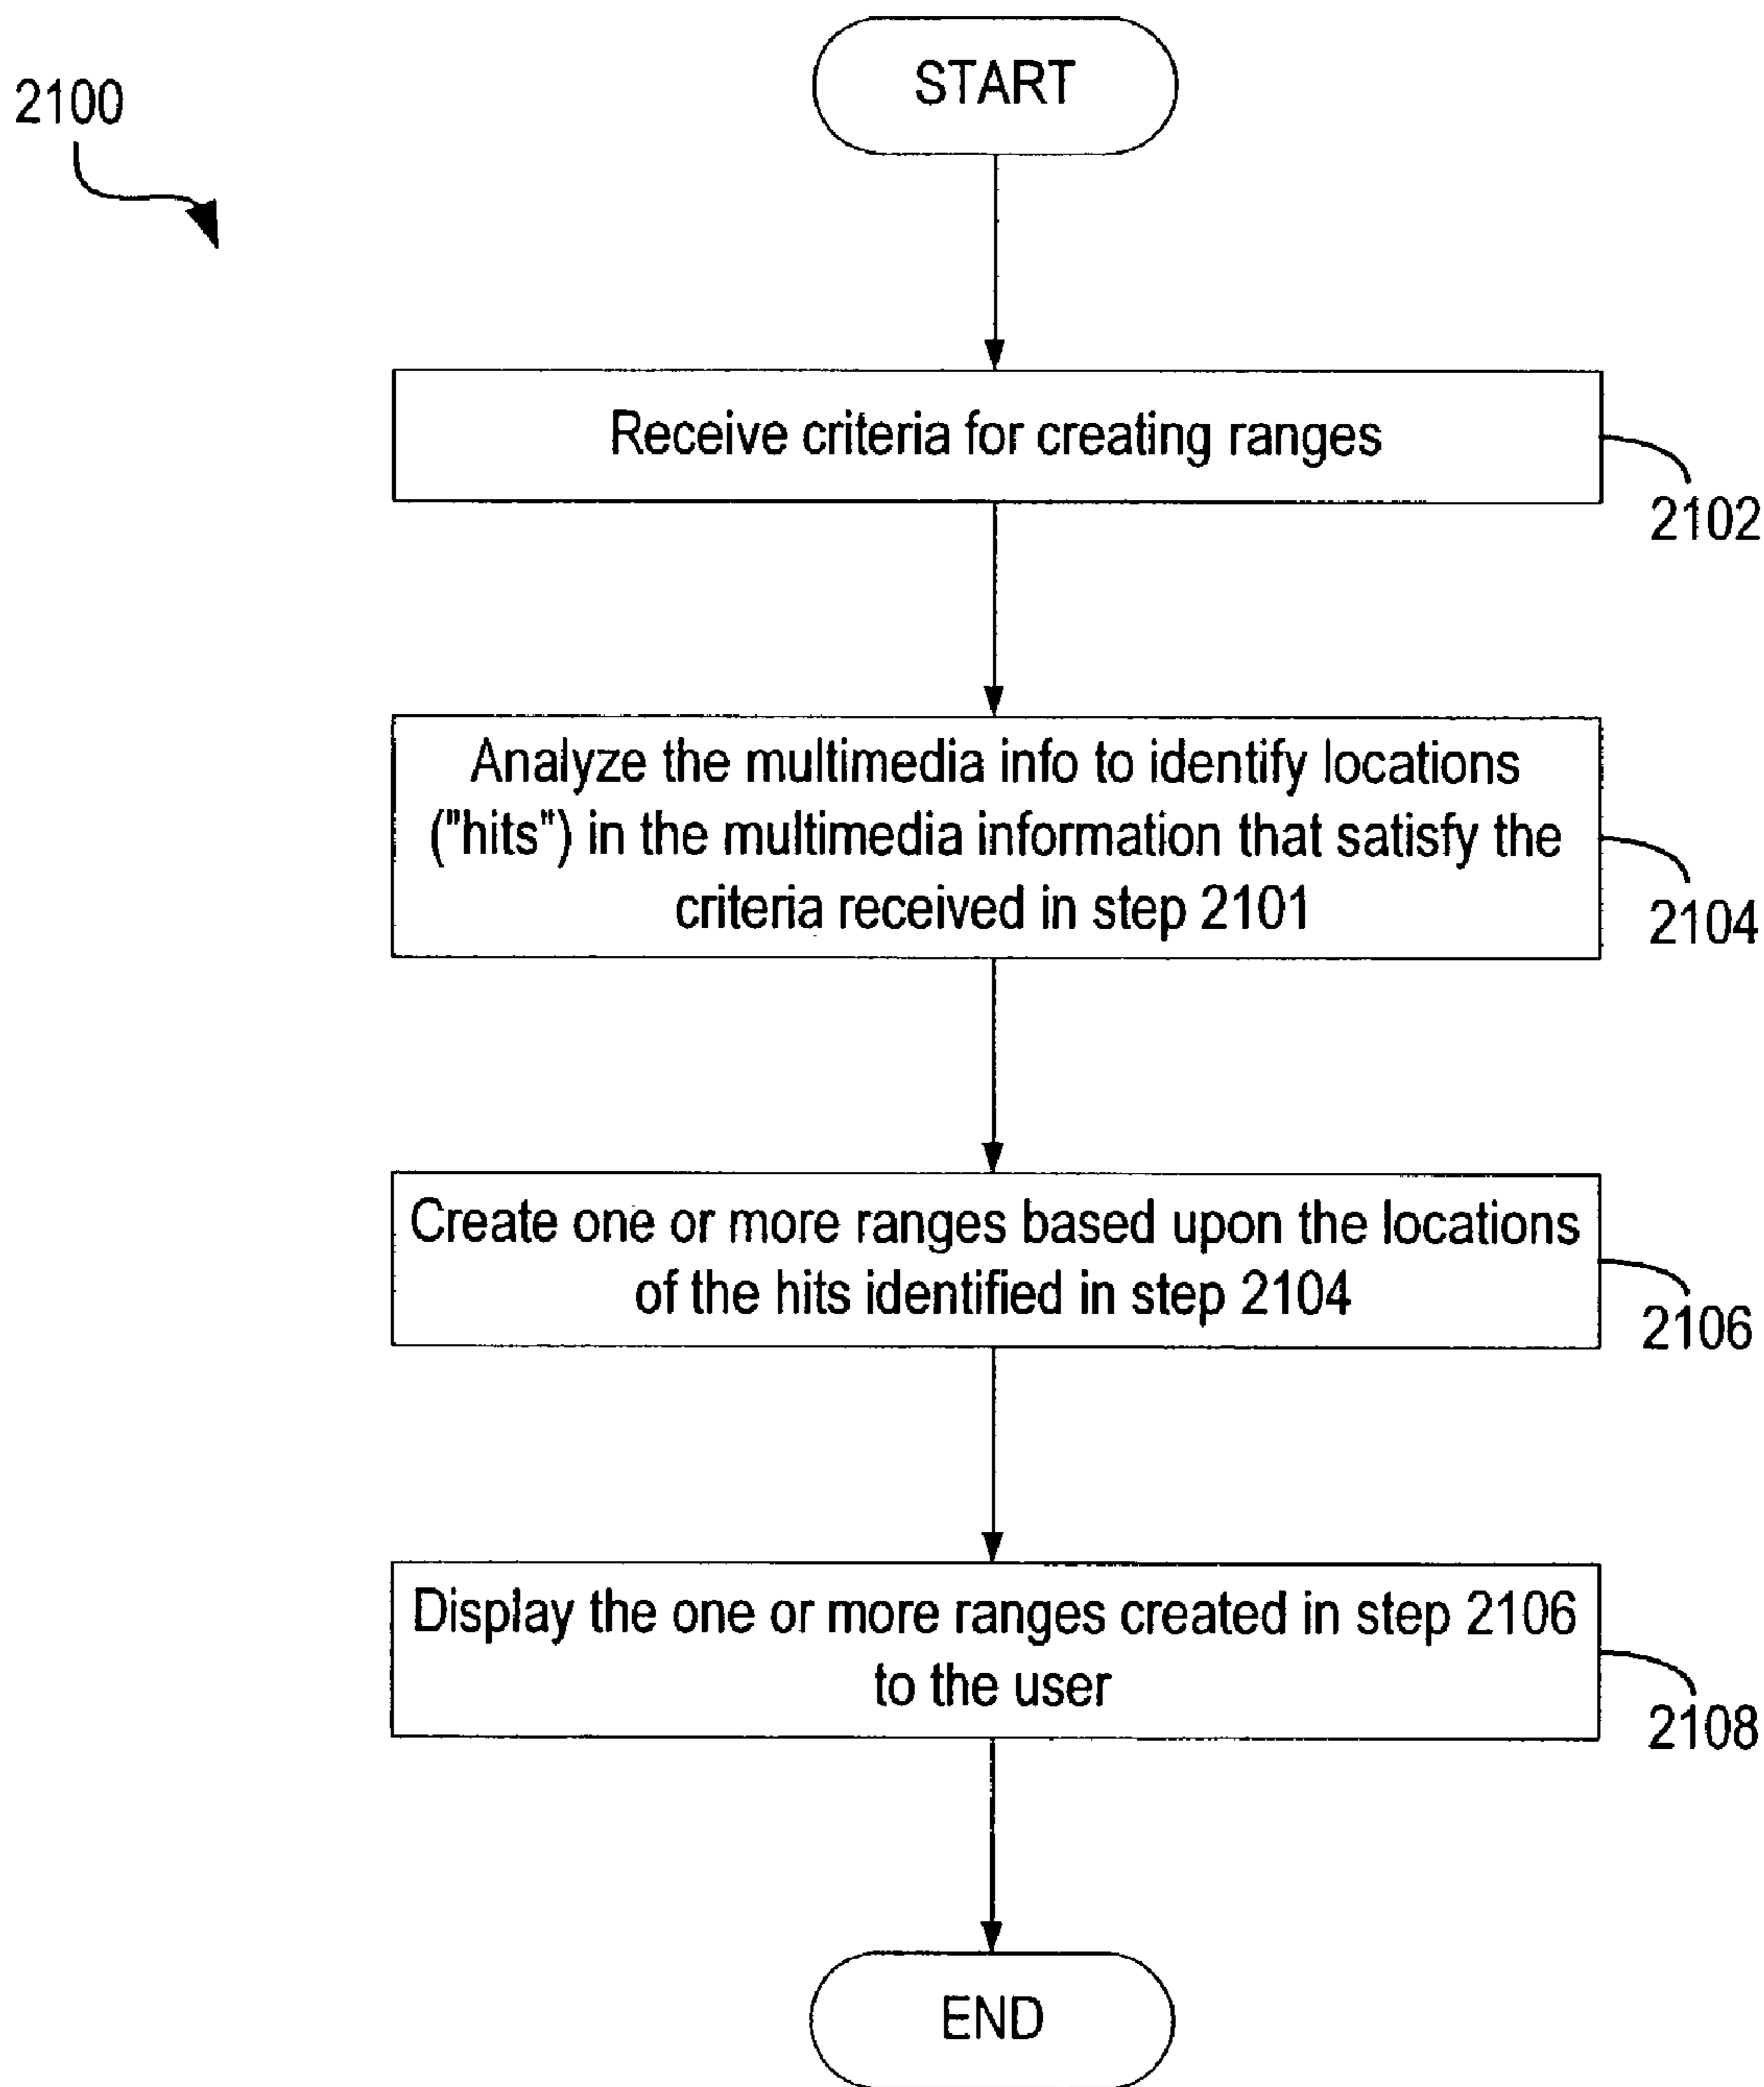 2100
START
Receive criteria for creating ranges
2102
Analyze the multimedia info to identify locations
("hits") in the multimedia information that satisfy the
criteria received in step 2101
2104
Create one or more ranges based upon the locations
of the hits identified in step 2104
2106
Display the one or more ranges created in step 2106
to the user
2108
END